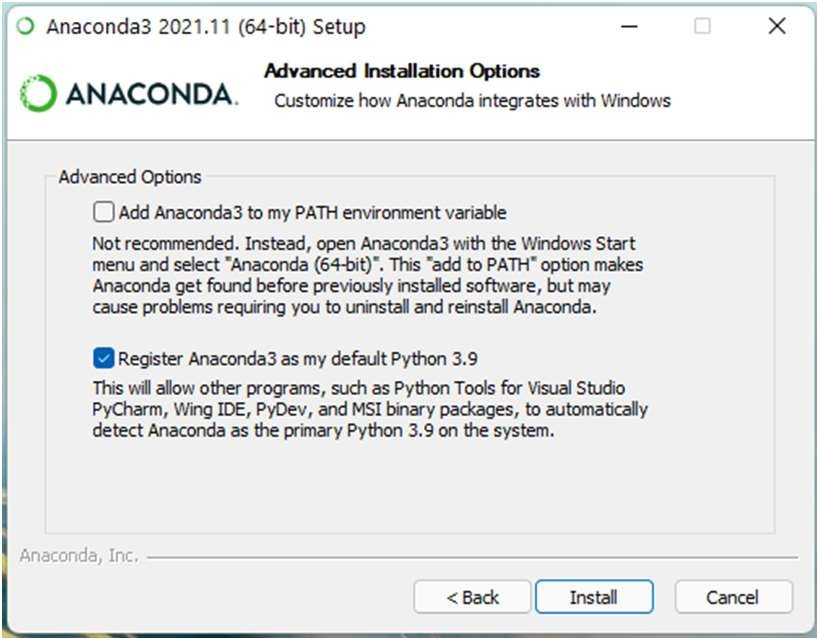 Anaconda3 2021.11 (64-bit) Setup
ANACONDA.
Advanced Installation Options
Customize how Anaconda integrates with Windows
Advanced Options
Add Anaconda3 to my PATH environment variable
Not recommended. Instead, open Anaconda3 with the Windows Start
menu and select "Anaconda (64-bit)". This "add to PATH" option makes
Anaconda get found before previously installed software, but may
cause problems requiring you to uninstall and reinstall Anaconda.
Register Anaconda3 as my default Python 3.9
This will allow other programs, such as Python Tools for Visual Studio
PyCharm, Wing IDE, PyDev, and MSI binary packages, to automatically
detect Anaconda as the primary Python 3.9 on the system.
Anaconda, Inc.
< Back
Install
Cancel